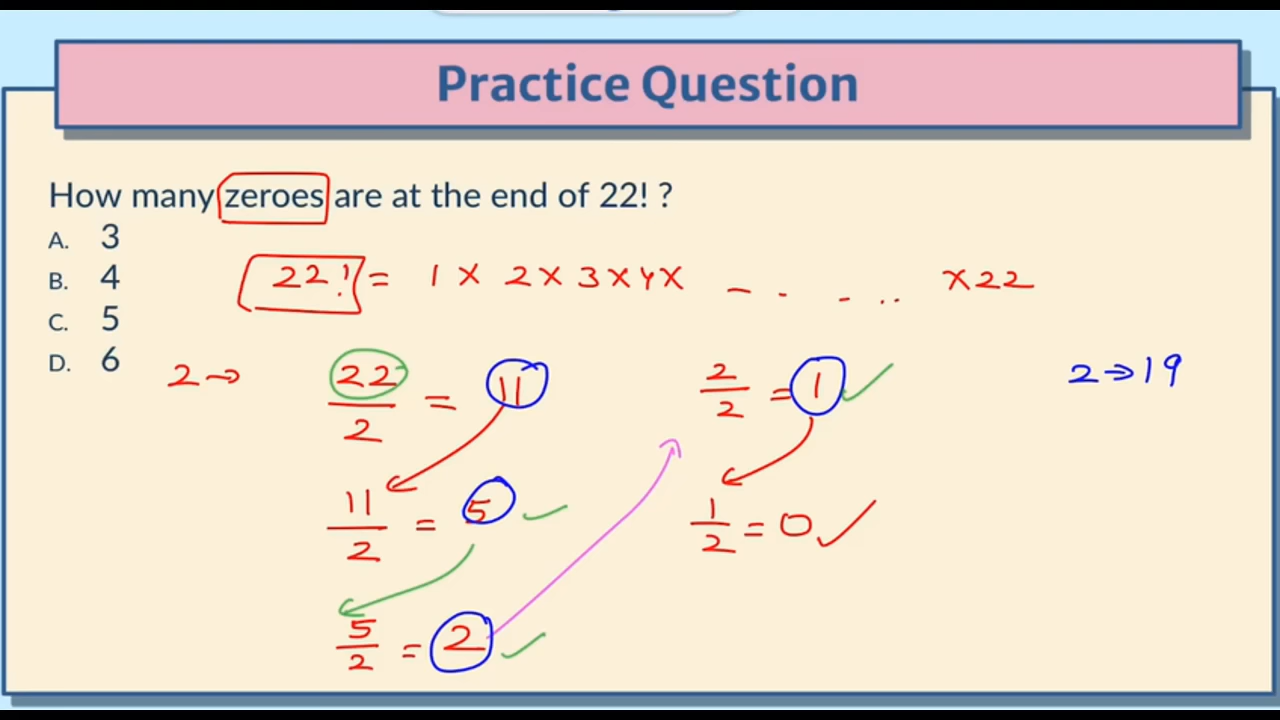 Practice Question
How many zeroes are at the end of 22! ?
A. 3
B. 4
C. 5
D. 6
22! = 1 × 2 × 3 × 4 × - . - .. × 22
2 → 22/2 = 11
11/2 = 5 ✓
5/2 = 2 ✓
2/2 = 1 ✓
1/2 = 0 ✓
2 → 19